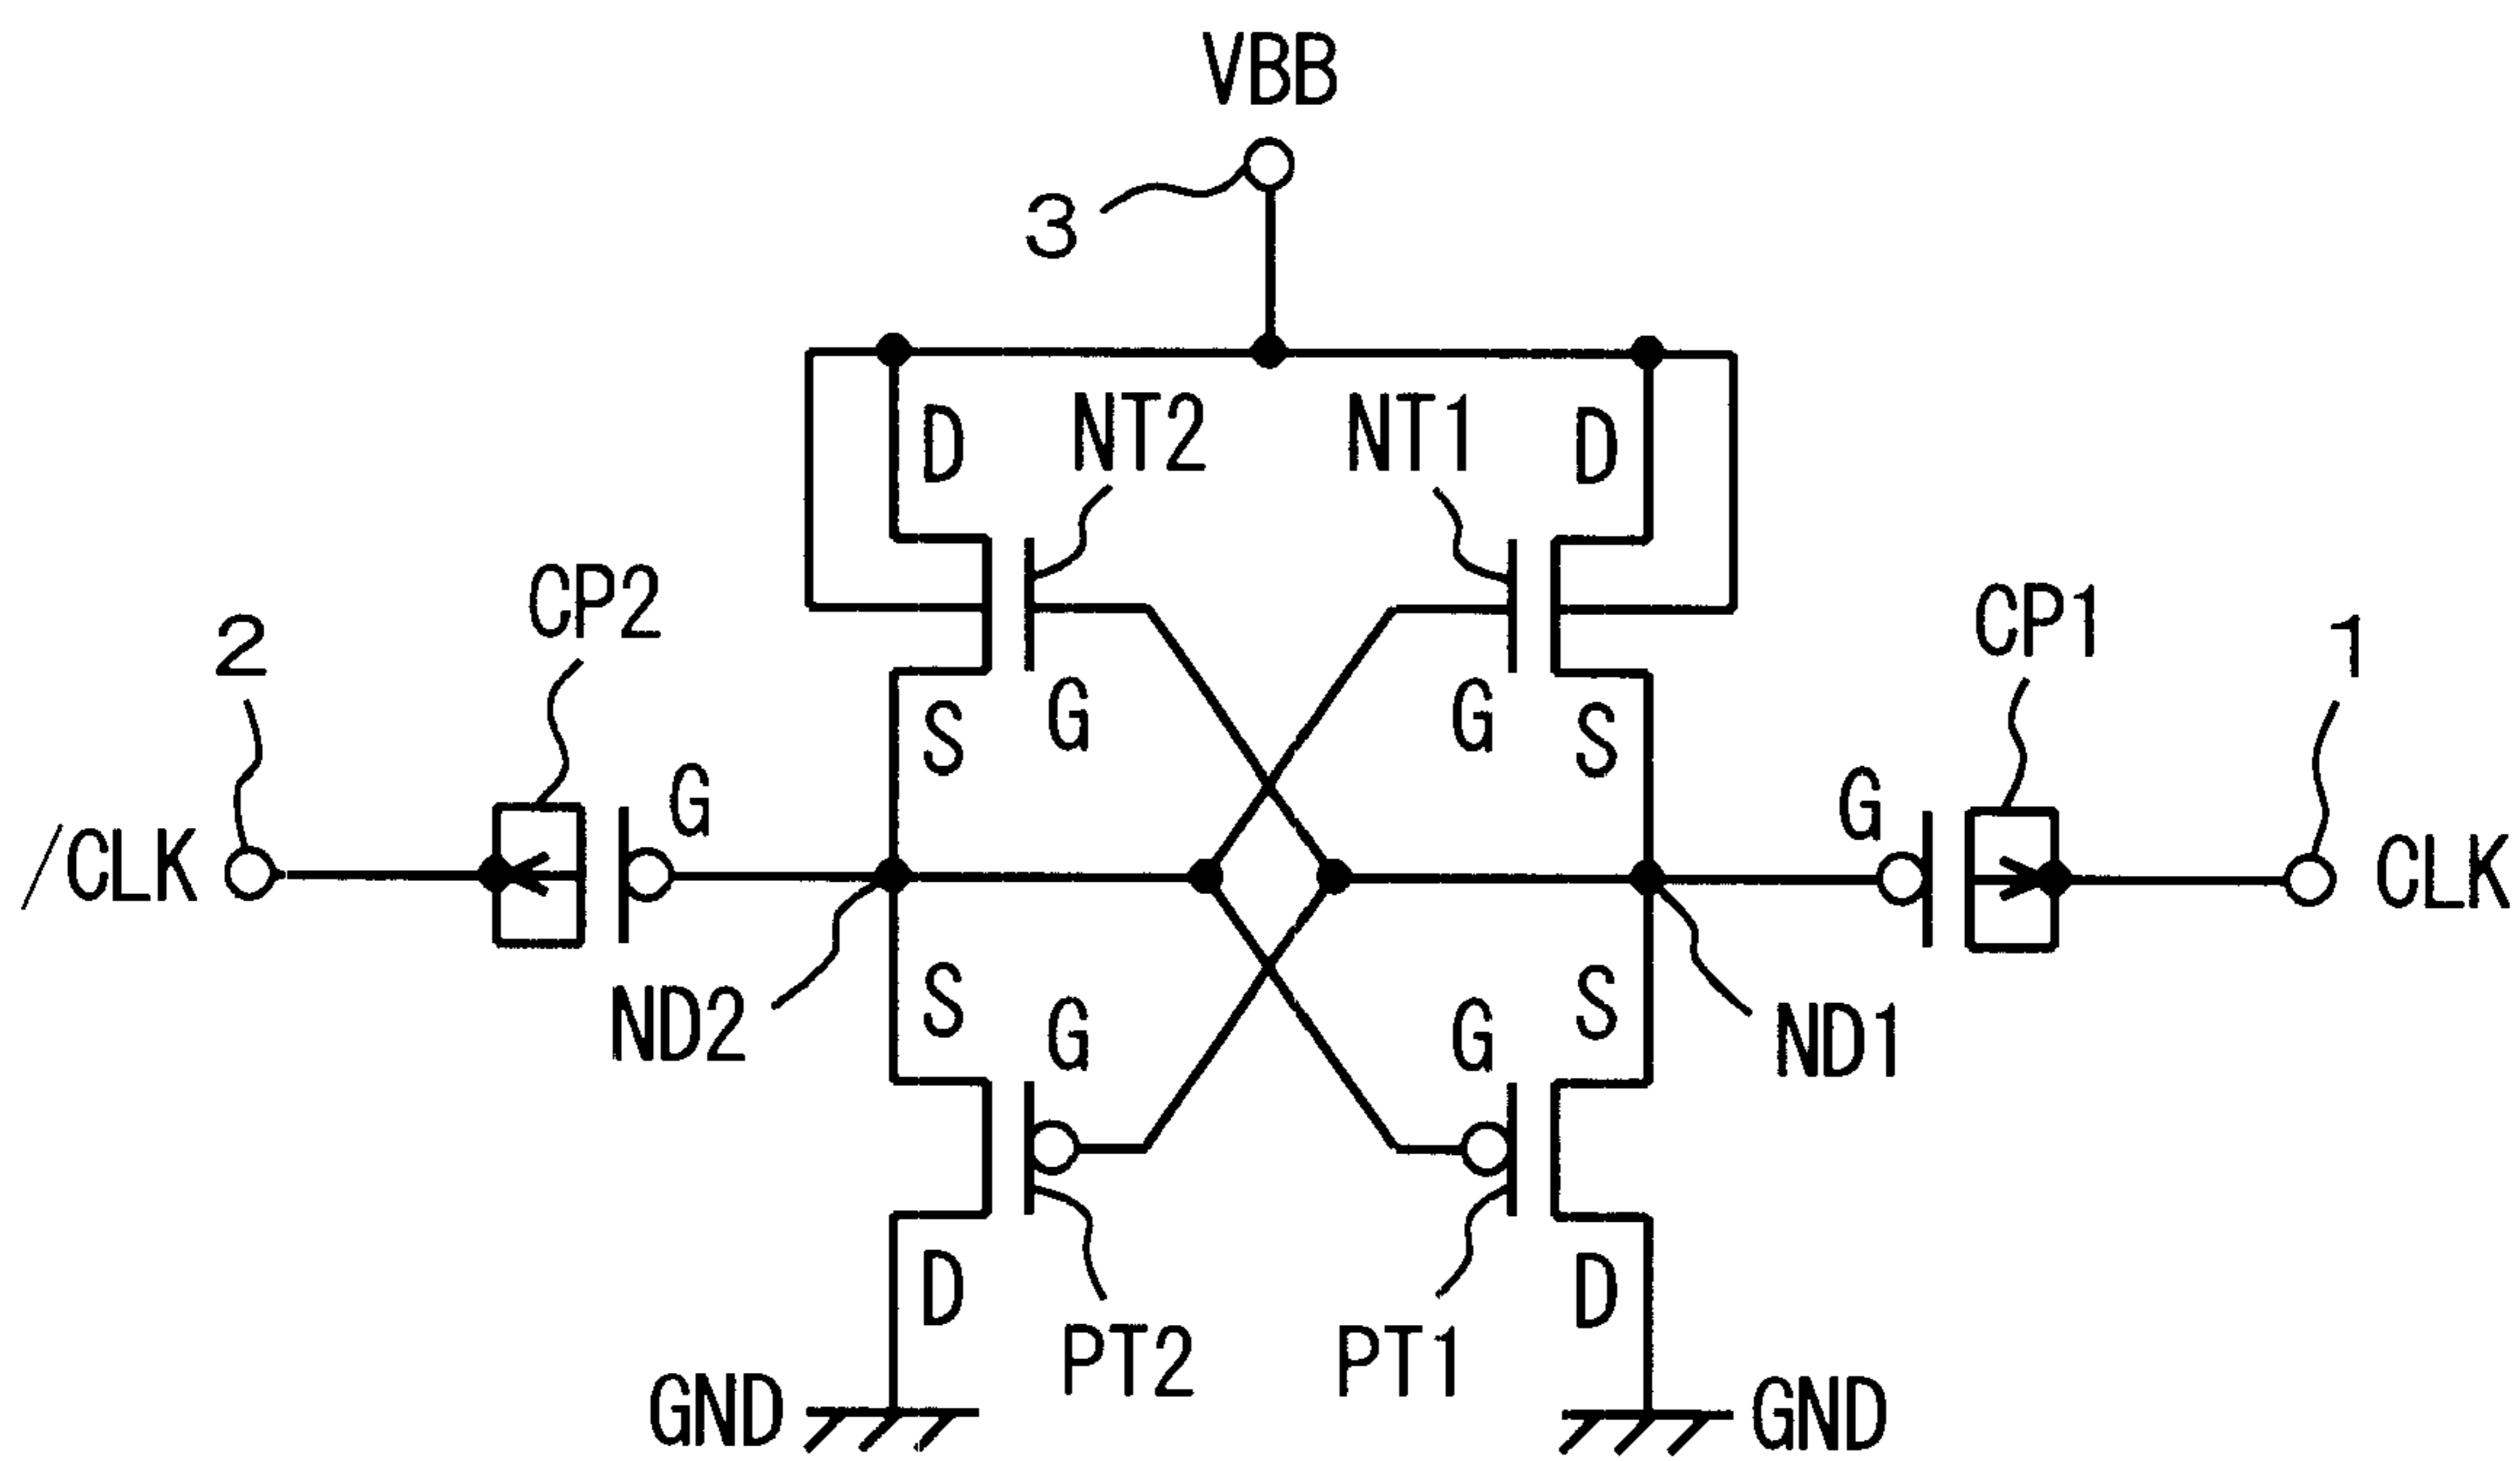 VBB
3
D
NT2
NT1
D
CP2
2
CP1
1
S
G
G
S
G
G
/CLK
CLK
ND2
S
G
G
S
ND1
D
PT2
PT1
D
GND
GND